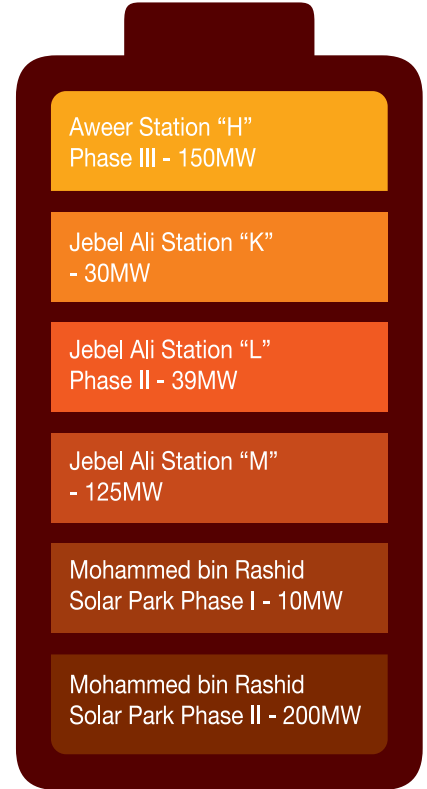 Aweer Station “H”
Phase III - 150MW
Jebel Ali Station “K”
- 30MW
Jebel Ali Station “L”
Phase II - 39MW
Jebel Ali Station “M”
- 125MW
Mohammed bin Rashid
Solar Park Phase I - 10MW
Mohammed bin Rashid
Solar Park Phase II - 200MW